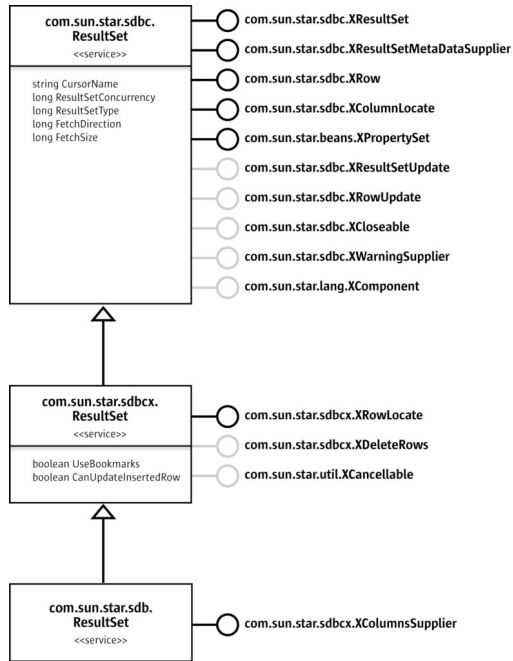 com.sun.star.sdbc.
ResultSet
<<service>>
string CursorName
long ResultSetConcurrency
long ResultSetType
long FetchDirection
long FetchSize
com.sun.star.sdbc.XResultSet
com.sun.star.sdbc.XResultSetMetaDataSupplier
com.sun.star.sdbc.XRow
com.sun.star.sdbc.XColumnLocate
com.sun.star.beans.XPropertySet
com.sun.star.sdbc.XResultSetUpdate
com.sun.star.sdbc.XRowUpdate
com.sun.star.sdbc.XCloseable
com.sun.star.sdbc.XWarningSupplier
com.sun.star.lang.XComponent
com.sun.star.sdbcx.
ResultSet
<<service>>
boolean UseBookmarks
boolean CanUpdateInsertedRow
com.sun.star.sdbcx.XRowLocate
com.sun.star.sdbcx.XDeleteRows
com.sun.star.util.XCancellable
com.sun.star.sdb.
ResultSet
<<service>>
com.sun.star.sdbcx.XColumnsSupplier